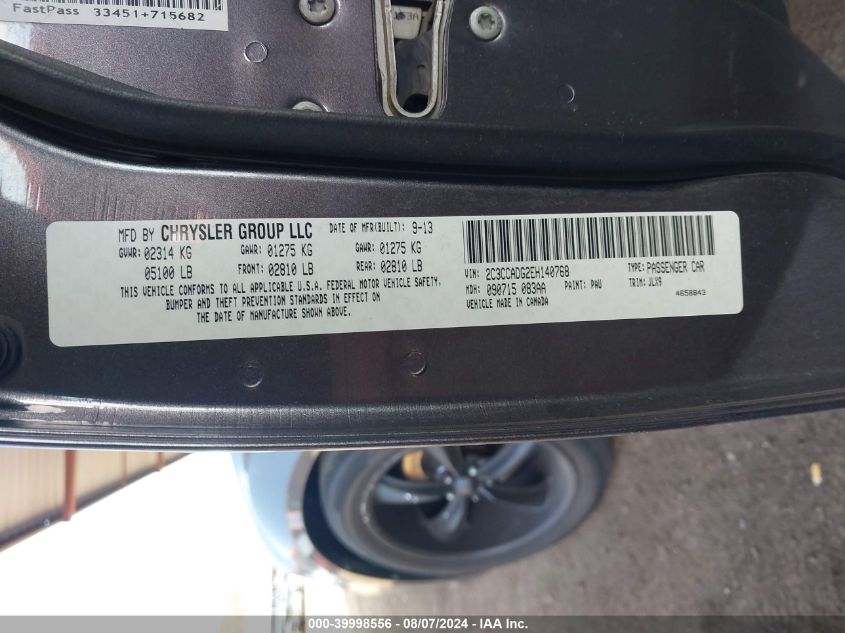 FastPass 33451+715682
MFD BY CHRYSLER GROUP LLC DATE OF MFR(BUILT): 9-13
GVWR: 02314 KG GAWR: 01275 KG GAWR: 01275 KG
05100 LB FRONT: 02810 LB REAR: 02810 LB
THIS VEHICLE CONFORMS TO ALL APPLICABLE U.S.A. FEDERAL MOTOR VEHICLE SAFETY,
BUMPER AND THEFT PREVENTION STANDARDS IN EFFECT ON
THE DATE OF MANUFACTURE SHOWN ABOVE.
VIN: 2C3CCADG2EH140768 TYPE: PASSENGER CAR
MDH: 090715 083AA PAINT: PAU TRIM: JLX9
VEHICLE MADE IN CANADA 4658843
000-39998556 - 08/07/2024 - IAA Inc.